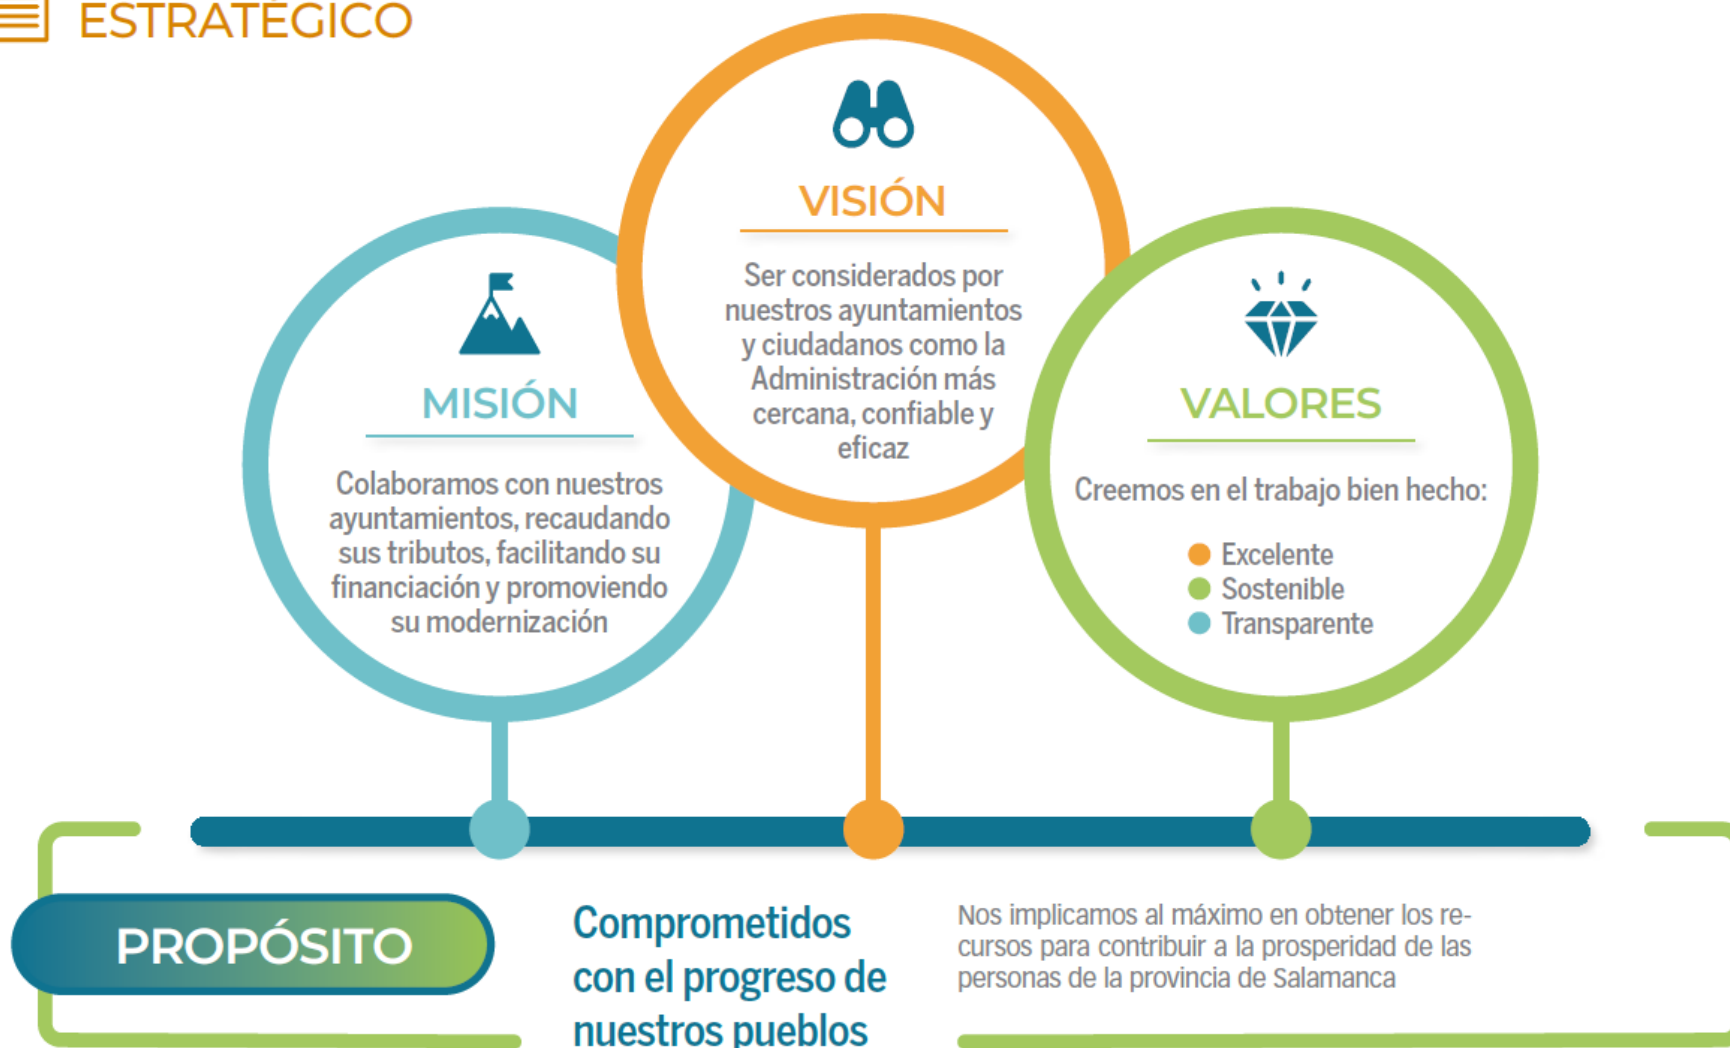 ESTRATÉGICO
VISIÓN
Ser considerados por
nuestros ayuntamientos
y ciudadanos como la
Administración más
cercana, confiable y
eficaz
MISIÓN
Colaboramos con nuestros
ayuntamientos, recaudando
sus tributos, facilitando su
financiación y promoviendo
su modernización
VALORES
Creemos en el trabajo bien hecho:
Excelente
Sostenible
Transparente
PROPÓSITO
Comprometidos
con el progreso de
nuestros pueblos
Nos implicamos al máximo en obtener los re-
cursos para contribuir a la prosperidad de las
personas de la provincia de Salamanca